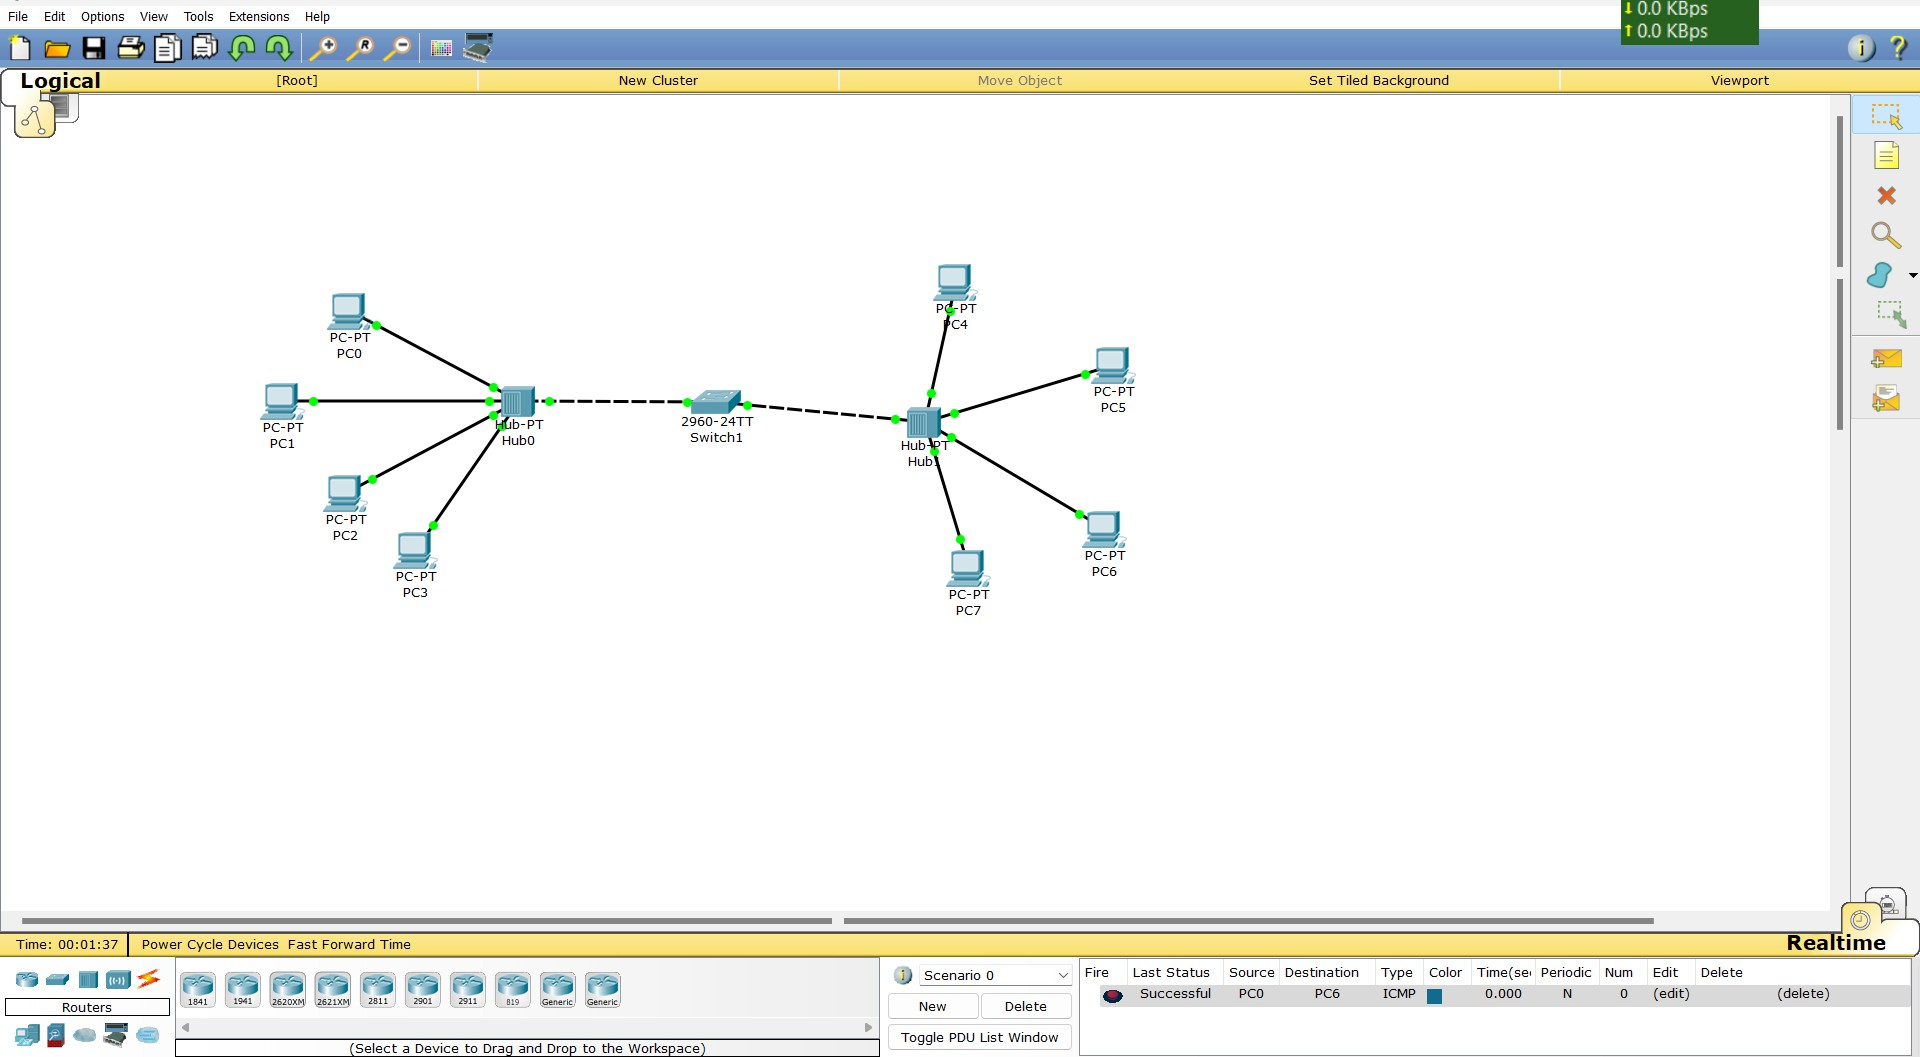 File Edit Options View Tools Extensions Help
0.0 KBps
0.0 KBps
Logical [Root] New Cluster Move Object Set Tiled Background Viewport
PC-PT
PC4
PC-PT
PC0
PC-PT
PC5
PC-PT
PC1
Hub-PT
Hub0
2960-24TT
Switch1
Hub-PT
Hub1
PC-PT
PC2
PC-PT
PC3
PC-PT
PC6
PC-PT
PC7
Time: 00:01:37 Power Cycle Devices Fast Forward Time Realtime
Routers
1841 1941 2620XM 2621XM 2811 2901 2911 819 Generic Generic
(Select a Device to Drag and Drop to the Workspace)
Scenario 0
New Delete
Toggle PDU List Window
Fire Last Status Source Destination Type Color Time(sec Periodic Num Edit Delete
Successful PC0 PC6 ICMP 0.000 N 0 (edit) (delete)